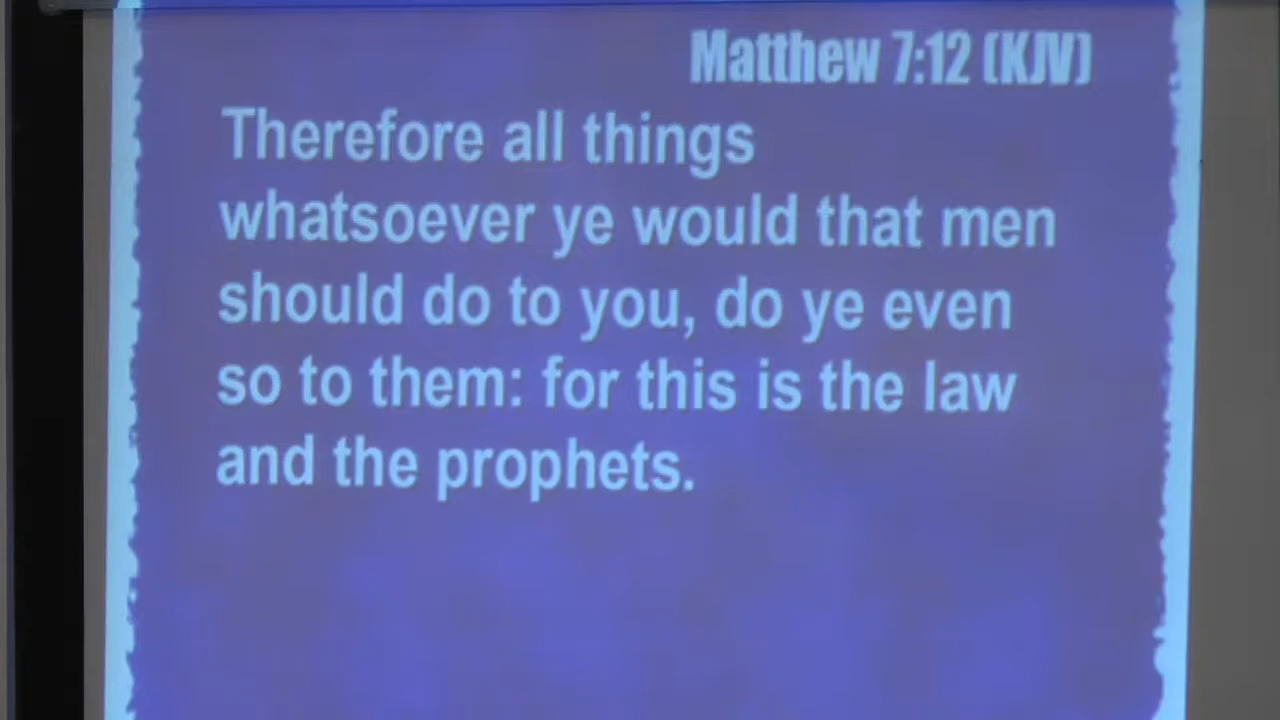 Matthew 7:12 (KJV)
Therefore all things
whatsoever ye would that men
should do to you, do ye even
so to them: for this is the law
and the prophets.